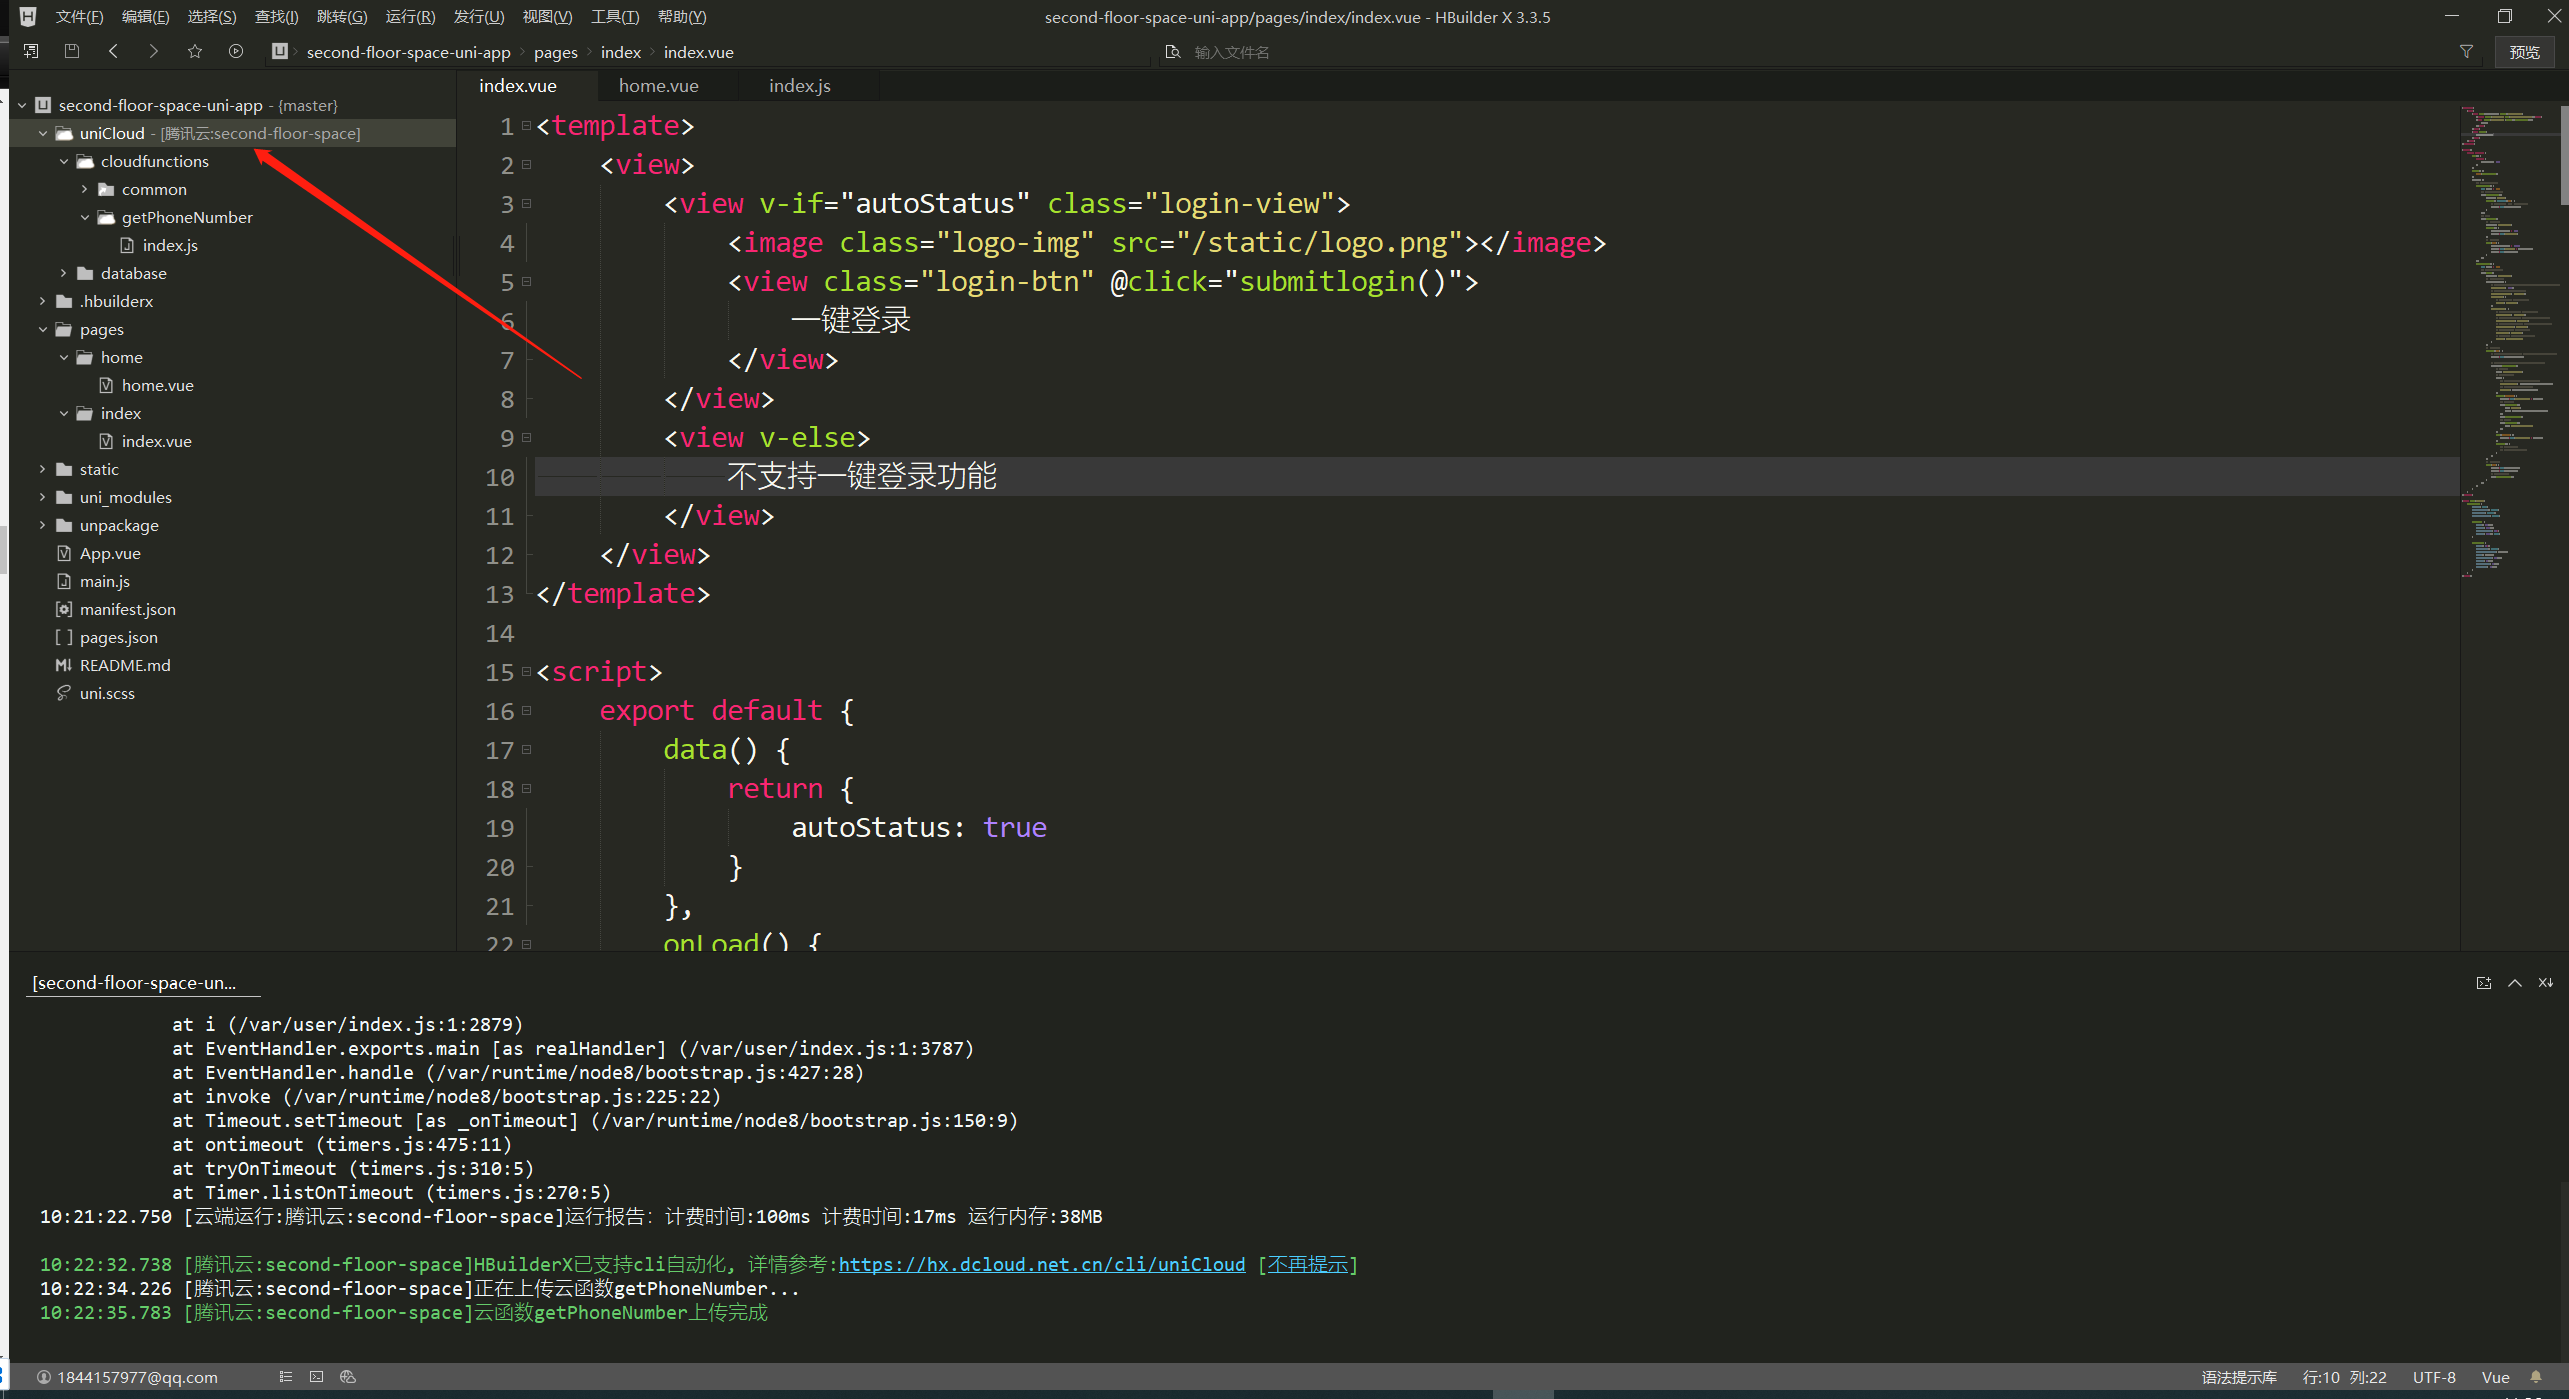 文件(F) 编辑(E) 选择(S) 查找(I) 跳转(G) 运行(R) 发行(U) 视图(V) 工具(T) 帮助(Y)
second-floor-space-uni-app/pages/index/index.vue - HBuilder X 3.3.5
second-floor-space-uni-app pages index index.vue
输入文件名
预览
second-floor-space-uni-app - {master}
uniCloud - [腾讯云:second-floor-space]
cloudfunctions
common
getPhoneNumber
index.js
database
.hbuilderx
pages
home
home.vue
index
index.vue
static
uni_modules
unpackage
App.vue
main.js
manifest.json
pages.json
README.md
uni.scss
index.vue home.vue index.js
1 <template>
2 <view>
3 <view v-if="autoStatus" class="login-view">
4 <image class="logo-img" src="/static/logo.png"></image>
5 <view class="login-btn" @click="submitlogin()">
6 一键登录
7 </view>
8 </view>
9 <view v-else>
10 不支持一键登录功能
11 </view>
12 </view>
13 </template>
14
15 <script>
16 export default {
17 data() {
18 return {
19 autoStatus: true
20 }
21 },
22 onLoad() {
[second-floor-space-un...
at i (/var/user/index.js:1:2879)
at EventHandler.exports.main [as realHandler] (/var/user/index.js:1:3787)
at EventHandler.handle (/var/runtime/node8/bootstrap.js:427:28)
at invoke (/var/runtime/node8/bootstrap.js:225:22)
at Timeout.setTimeout [as _onTimeout] (/var/runtime/node8/bootstrap.js:150:9)
at ontimeout (timers.js:475:11)
at tryOnTimeout (timers.js:310:5)
at Timer.listOnTimeout (timers.js:270:5)
10:21:22.750 [云端运行:腾讯云:second-floor-space]运行报告: 计费时间:100ms 计费时间:17ms 运行内存:38MB
10:22:32.738 [腾讯云:second-floor-space]HBuilderX已支持cli自动化, 详情参考:https://hx.dcloud.net.cn/cli/uniCloud [不再提示]
10:22:34.226 [腾讯云:second-floor-space]正在上传云函数getPhoneNumber...
10:22:35.783 [腾讯云:second-floor-space]云函数getPhoneNumber上传完成
1844157977@qq.com
语法提示库 行:10 列:22 UTF-8 Vue